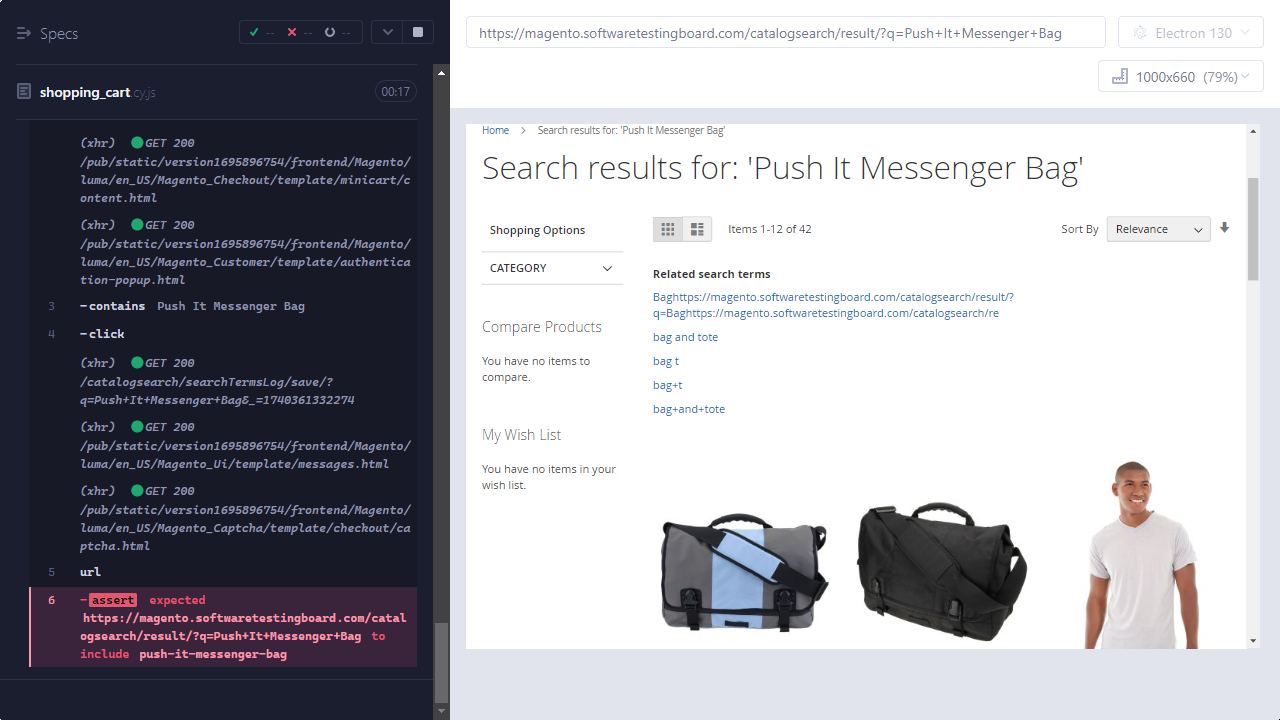 Specs
-- -- --
shopping_cart.cy.js 00:17
(xhr) GET 200
/pub/static/version1695896754/frontend/Magento/
luma/en_US/Magento_Checkout/template/minicart/c
ontent.html
(xhr) GET 200
/pub/static/version1695896754/frontend/Magento/
luma/en_US/Magento_Customer/template/authentica
tion-popup.html
3 -contains Push It Messenger Bag
4 -click
(xhr) GET 200
/catalogsearch/searchTermsLog/save/?
q=Push+It+Messenger+Bag&_=1740361332274
(xhr) GET 200
/pub/static/version1695896754/frontend/Magento/
luma/en_US/Magento_Ui/template/messages.html
(xhr) GET 200
/pub/static/version1695896754/frontend/Magento/
luma/en_US/Magento_Captcha/template/checkout/ca
ptcha.html
5 url
6 -assert expected
https://magento.softwaretestingboard.com/catal
ogsearch/result/?q=Push+It+Messenger+Bag to
include push-it-messenger-bag
https://magento.softwaretestingboard.com/catalogsearch/result/?q=Push+It+Messenger+Bag
Electron 130
1000x660 (79%)
Home > Search results for: 'Push It Messenger Bag'
Search results for: 'Push It Messenger Bag'
Shopping Options
CATEGORY
Compare Products
You have no items to
compare.
My Wish List
You have no items in your
wish list.
Items 1-12 of 42
Sort By Relevance
Related search terms
Baghttps://magento.softwaretestingboard.com/catalogsearch/result/?
q=Baghttps://magento.softwaretestingboard.com/catalogsearch/re
bag and tote
bag t
bag+t
bag+and+tote